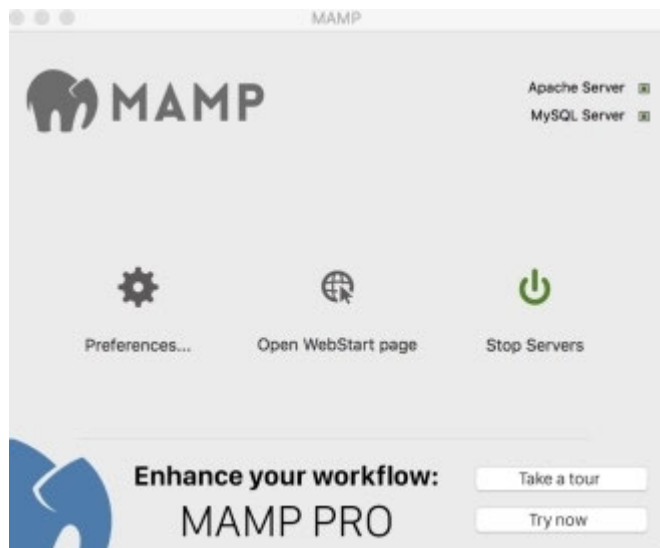 MAMP
MAMP
Apache Server
MySQL Server
Preferences...
Open WebStart page
Stop Servers
Enhance your workflow:
MAMP PRO
Take a tour
Try now